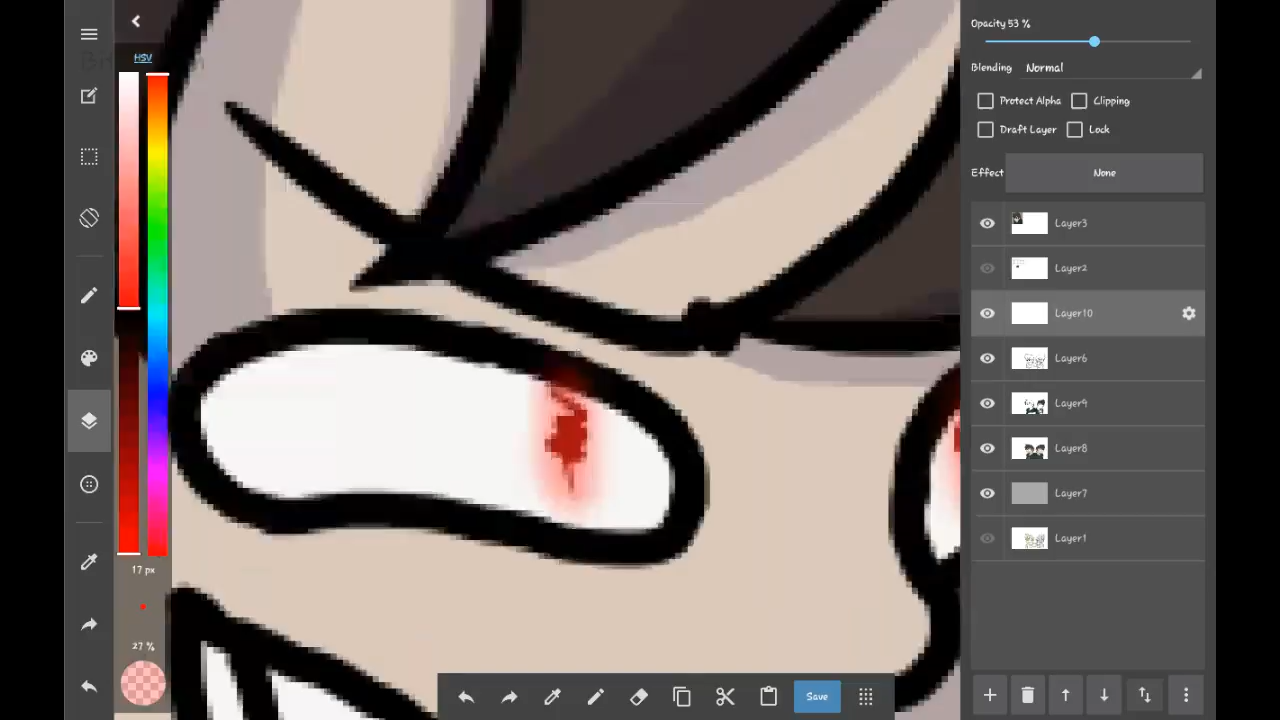 HSV
17 px
27 %
Save
Opacity 53 %
Blending Normal
Protect Alpha Clipping
Draft Layer Lock
Effect None
Layer3
Layer2
Layer10
Layer6
Layer9
Layer8
Layer7
Layer1